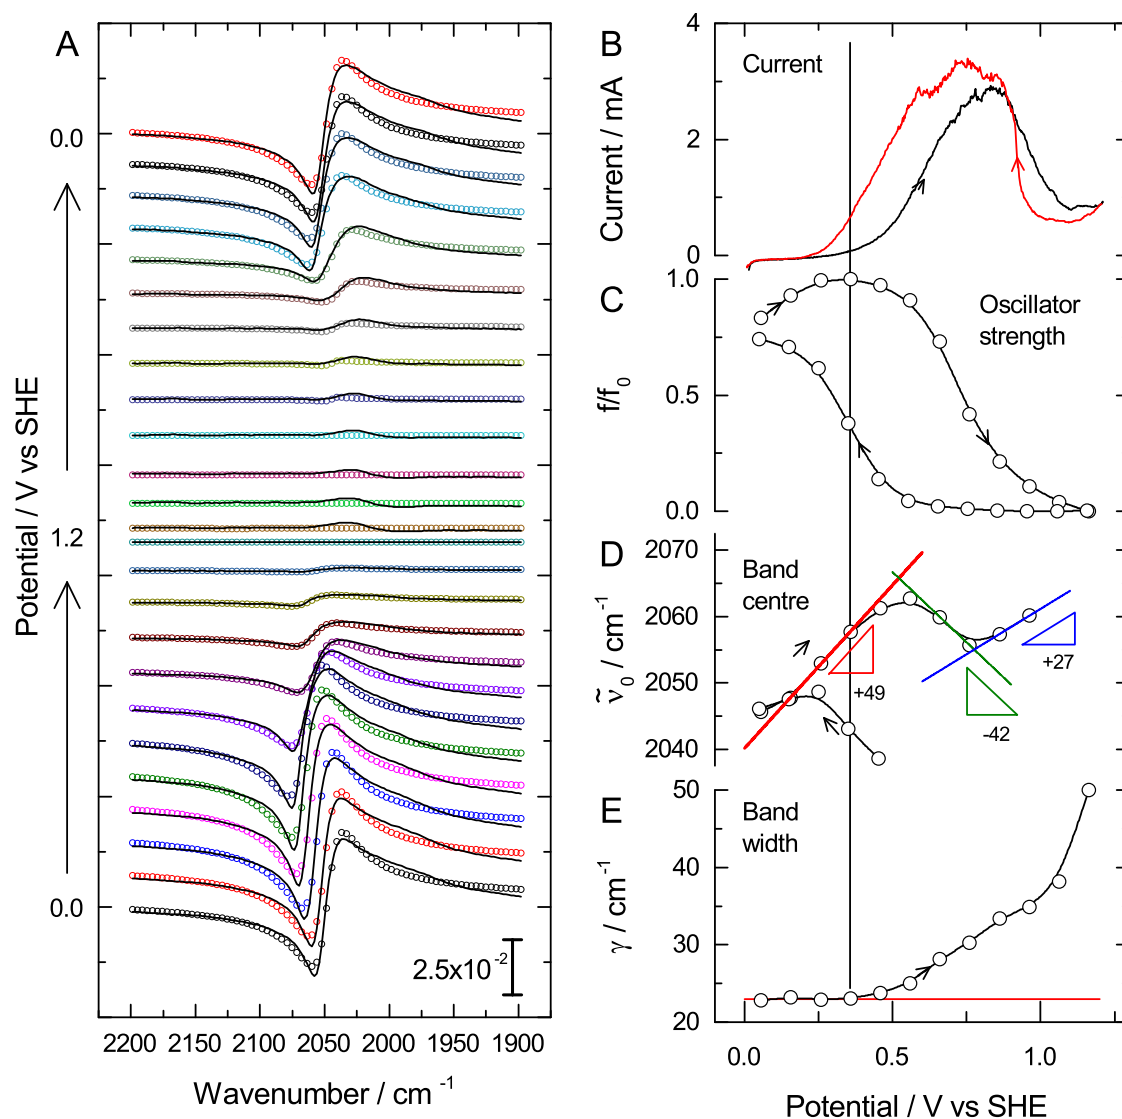 A
0.0
1.2
0.0
Potential / V vs SHE
2.5x10-2
2200 2150 2100 2050 2000 1950 1900
Wavenumber / cm -1
B
Current
4
2
0
Current / mA
C
Oscillator
strength
1.0
0.5
0.0
f/f0
D
Band
centre
2070
2060
2050
2040
ν̃0 / cm-1
+49
-42
+27
E
Band
width
50
40
30
20
γ / cm-1
0.0 0.5 1.0
Potential / V vs SHE